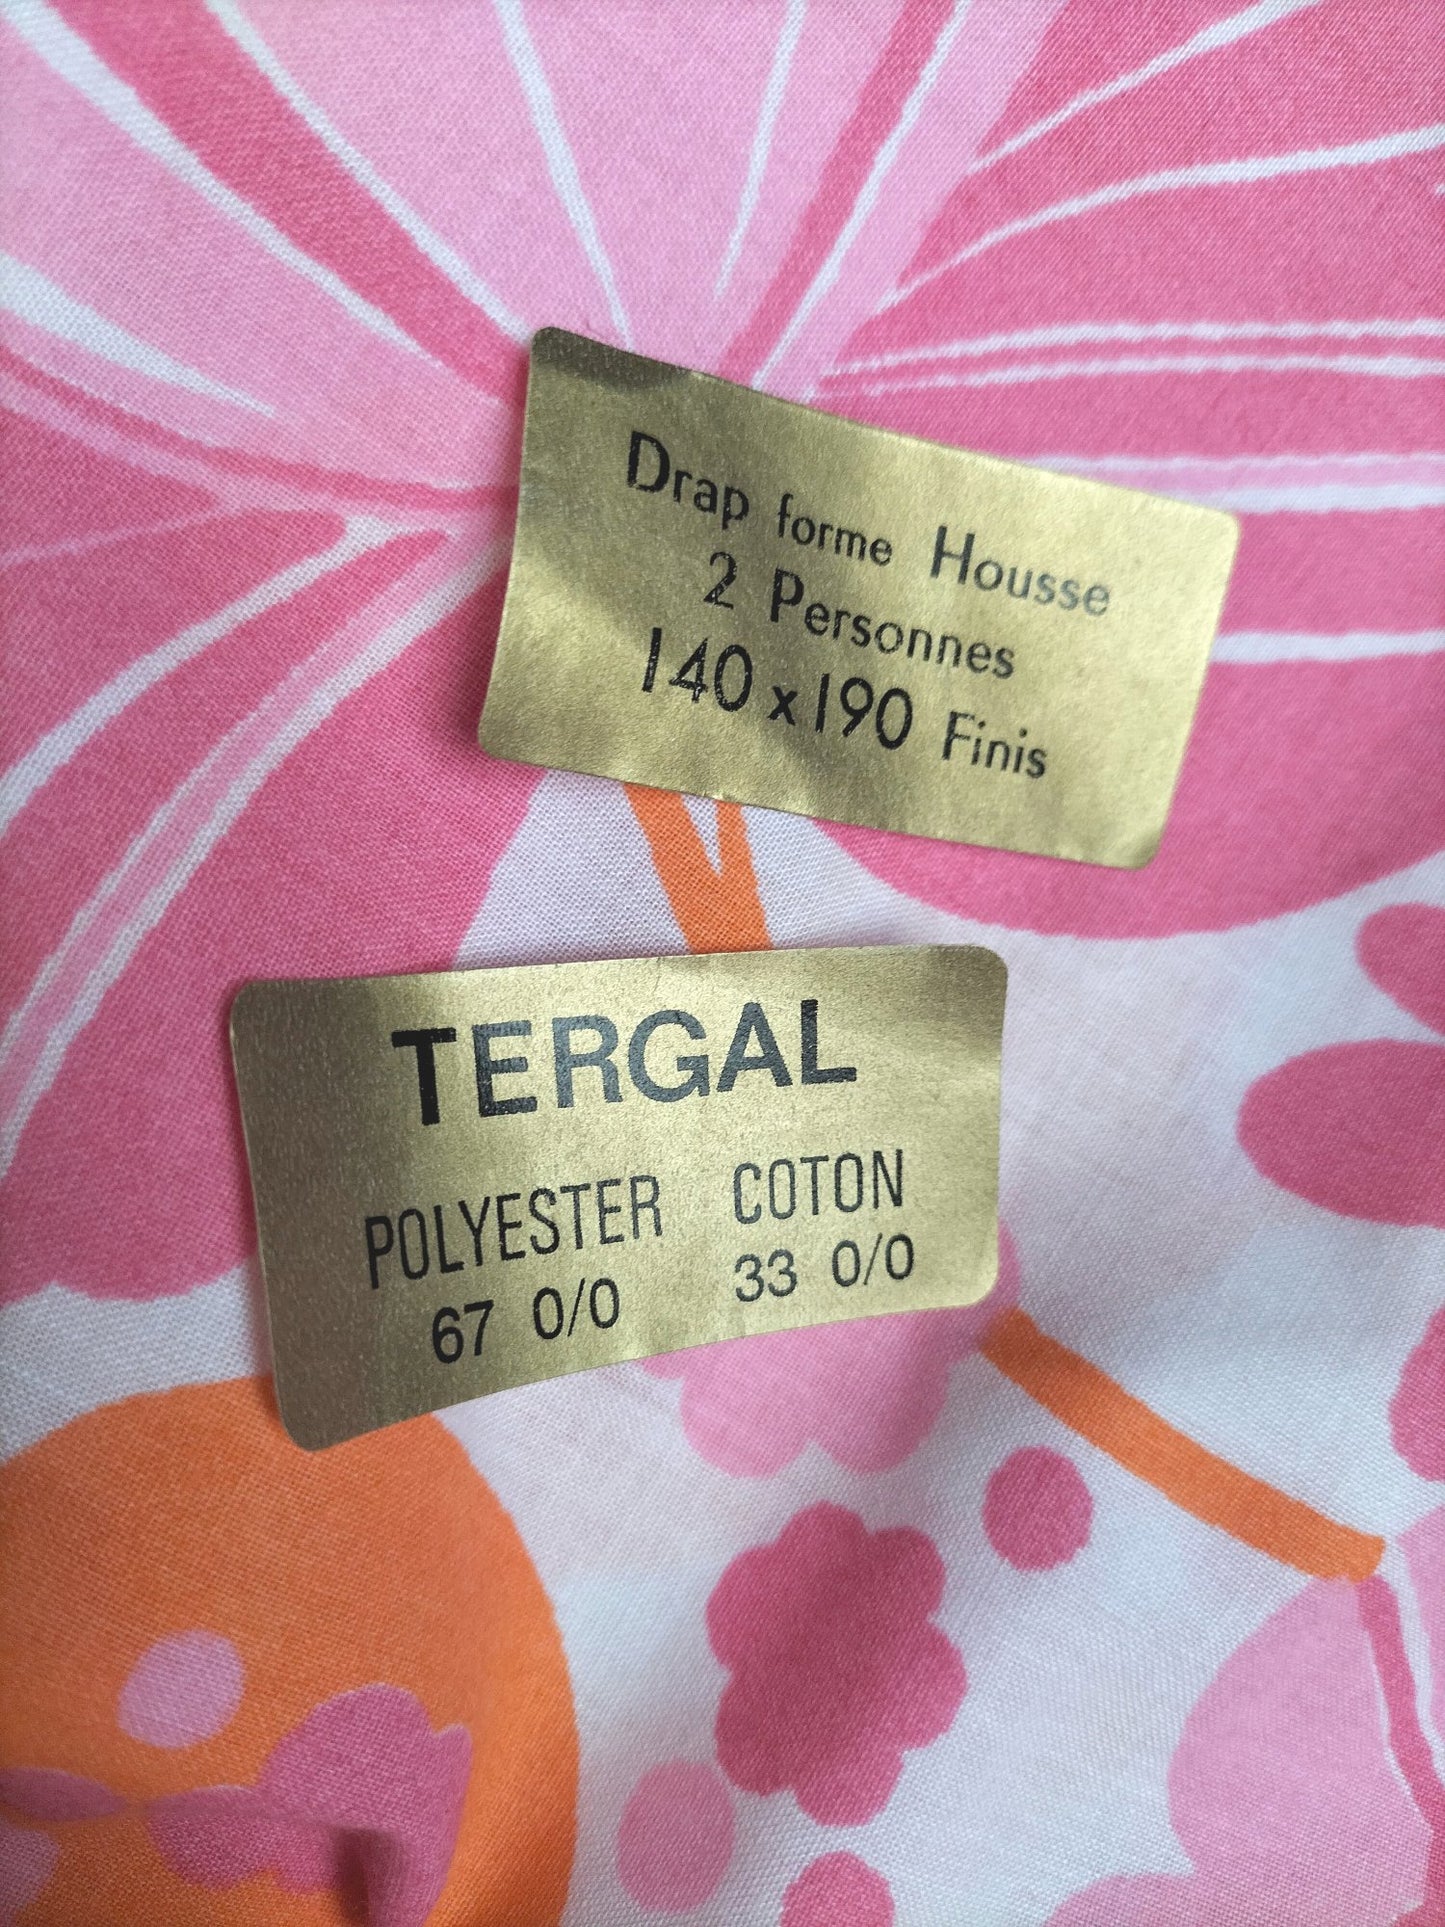 Drap forme Housse
2 Personnes
140 x 190 Finis
TERGAL
POLYESTER COTON
67 0/0 33 0/0